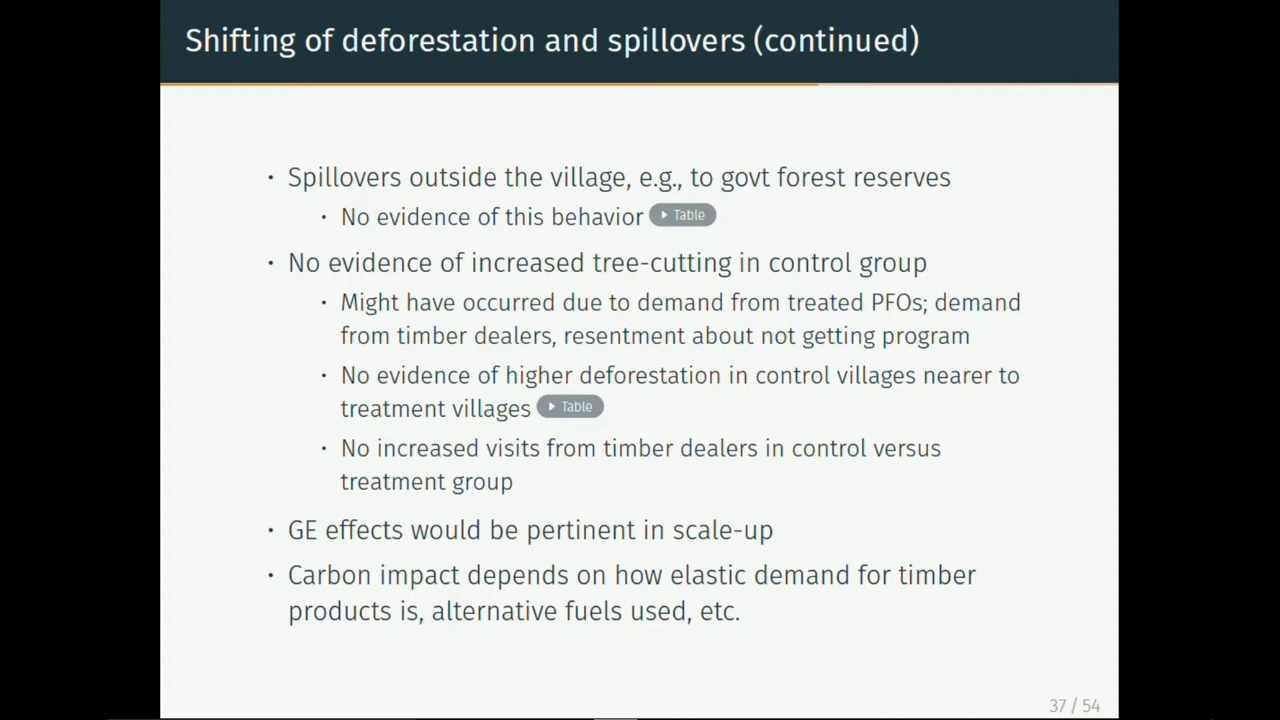 Shifting of deforestation and spillovers (continued)
• Spillovers outside the village, e.g., to govt forest reserves
• No evidence of this behavior ▶ Table
• No evidence of increased tree-cutting in control group
• Might have occurred due to demand from treated PFOs; demand
from timber dealers, resentment about not getting program
• No evidence of higher deforestation in control villages nearer to
treatment villages ▶ Table
• No increased visits from timber dealers in control versus
treatment group
• GE effects would be pertinent in scale-up
• Carbon impact depends on how elastic demand for timber
products is, alternative fuels used, etc.
37 / 54